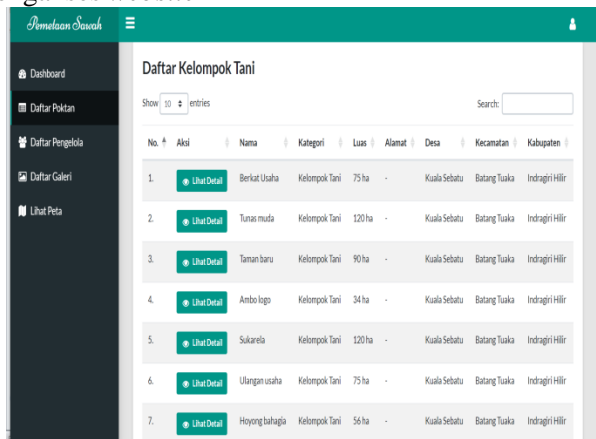 Pemetaan Sawah
Daftar Kelompok Tani
Dashboard
Daftar Poktan
Daftar Pengelola
Daftar Galeri
Lihat Peta
Show 10 entries Search:
No. Aksi Nama Kategori Luas Alamat Desa Kecamatan Kabupaten
1. Lihat Detail Berkat Usaha Kelompok Tani 75 ha - Kuala Sebatu Batang Tuaka Indragiri Hilir
2. Lihat Detail Tunas muda Kelompok Tani 120 ha - Kuala Sebatu Batang Tuaka Indragiri Hilir
3. Lihat Detail Taman baru Kelompok Tani 90 ha - Kuala Sebatu Batang Tuaka Indragiri Hilir
4. Lihat Detail Ambo logo Kelompok Tani 34 ha - Kuala Sebatu Batang Tuaka Indragiri Hilir
5. Lihat Detail Sukarela Kelompok Tani 120 ha - Kuala Sebatu Batang Tuaka Indragiri Hilir
6. Lihat Detail Ulangan usaha Kelompok Tani 75 ha - Kuala Sebatu Batang Tuaka Indragiri Hilir
7. Lihat Detail Hoyong bahagia Kelompok Tani 56 ha - Kuala Sebatu Batang Tuaka Indragiri Hilir